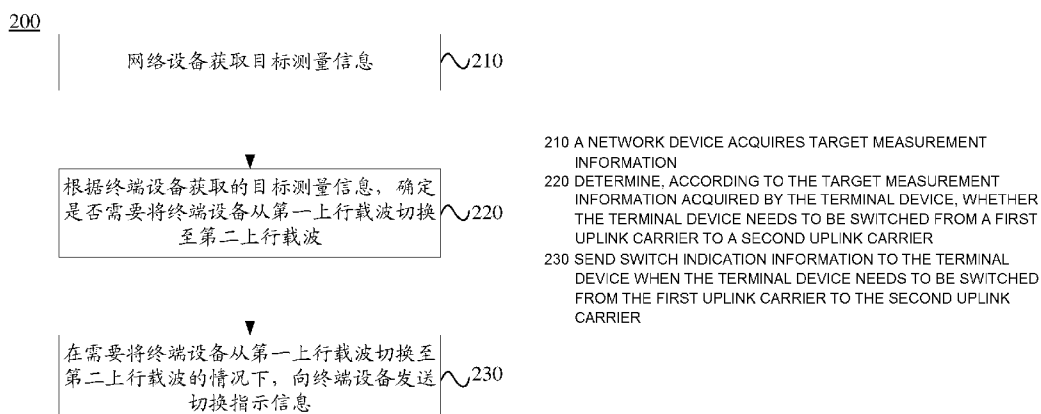 200
网络设备获取目标测量信息
210
根据终端设备获取的目标测量信息，确定
是否需要将终端设备从第一上行载波切换
至第二上行载波
220
在需要将终端设备从第一上行载波切换至
第二上行载波的情况下，向终端设备发送
切换指示信息
230
210 A NETWORK DEVICE ACQUIRES TARGET MEASUREMENT
INFORMATION
220 DETERMINE, ACCORDING TO THE TARGET MEASUREMENT
INFORMATION ACQUIRED BY THE TERMINAL DEVICE, WHETHER
THE TERMINAL DEVICE NEEDS TO BE SWITCHED FROM A FIRST
UPLINK CARRIER TO A SECOND UPLINK CARRIER
230 SEND SWITCH INDICATION INFORMATION TO THE TERMINAL
DEVICE WHEN THE TERMINAL DEVICE NEEDS TO BE SWITCHED
FROM THE FIRST UPLINK CARRIER TO THE SECOND UPLINK
CARRIER